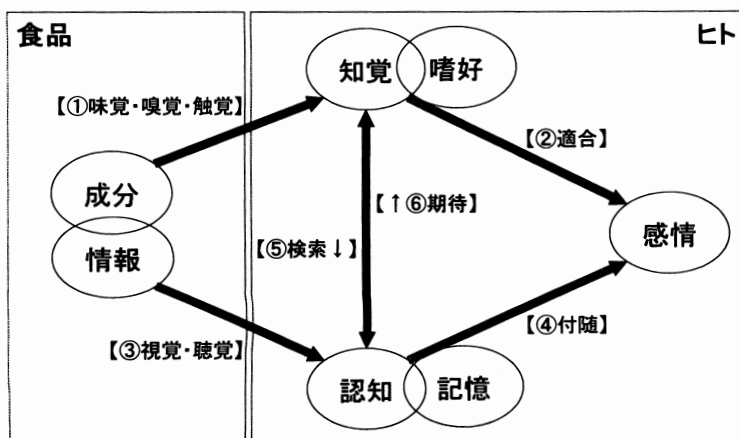 食品
ヒト
知覚
嗜好
【①味覚・嗅覚・触覚】
【②適合】
成分
【↑⑥期待】
感情
情報
【⑤検索↓】
【④付随】
【③視覚・聴覚】
認知
記憶